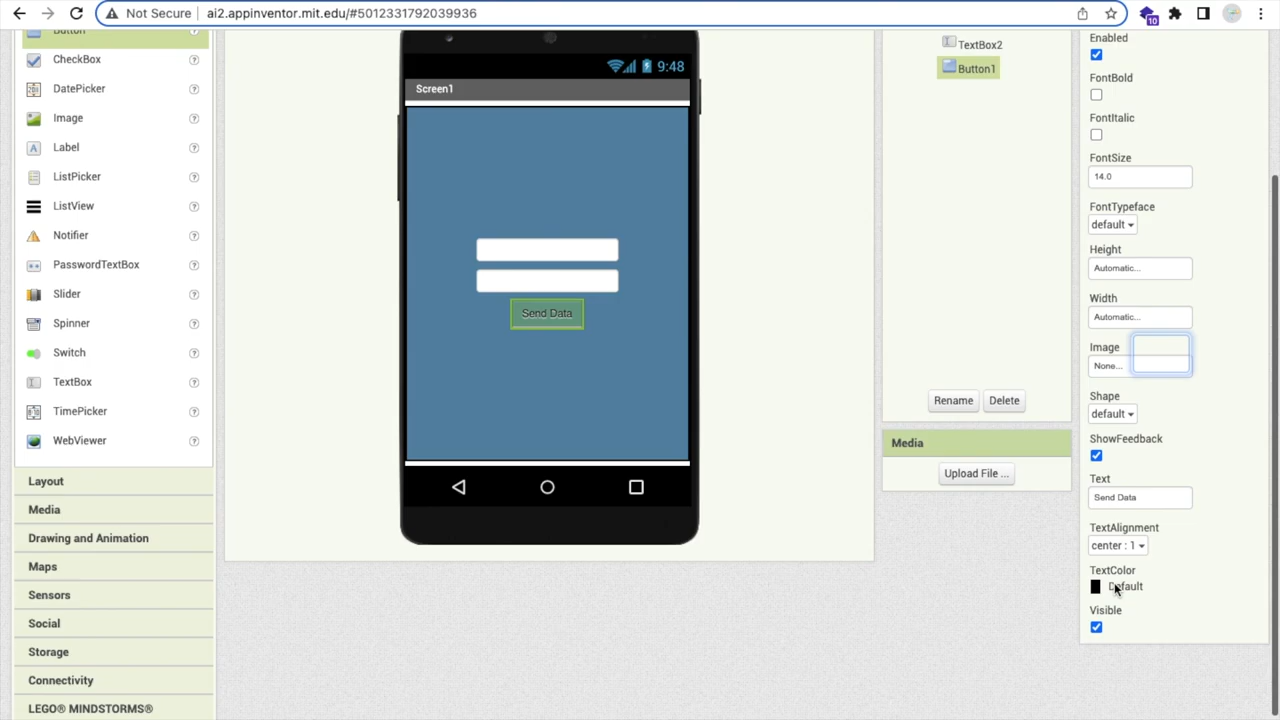 Not Secure
ai2.appinventor.mit.edu/#5012331792039936
10
Button
CheckBox
DatePicker
Image
Label
ListPicker
ListView
Notifier
PasswordTextBox
Slider
Spinner
Switch
TextBox
TimePicker
WebViewer
Layout
Media
Drawing and Animation
Maps
Sensors
Social
Storage
Connectivity
LEGO® MINDSTORMS®
9:48
Screen1
Send Data
TextBox2
Button1
Rename
Delete
Media
Upload File ...
Enabled
FontBold
FontItalic
FontSize
14.0
FontTypeface
default
Height
Automatic...
Width
Automatic...
Image
None...
Shape
default
ShowFeedback
Text
Send Data
TextAlignment
center : 1
TextColor
Default
Visible